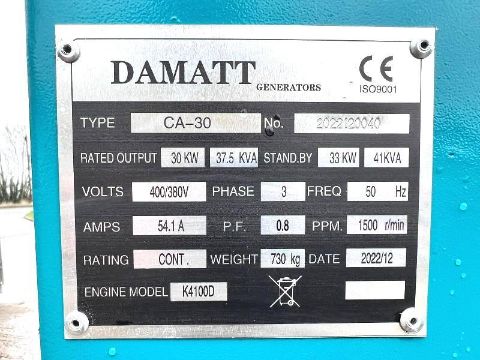 DAMATT GENERATORS CE
ISO9001
TYPE CA-30 No. 2022120040
RATED OUTPUT 30 KW 37.5 KVA STAND.BY 33 KW 41KVA
VOLTS 400/380V PHASE 3 FREQ 50 Hz
AMPS 54.1 A P.F. 0.8 PPM. 1500 r/min
RATING CONT. WEIGHT 730 kg DATE 2022/12
ENGINE MODEL K4100D